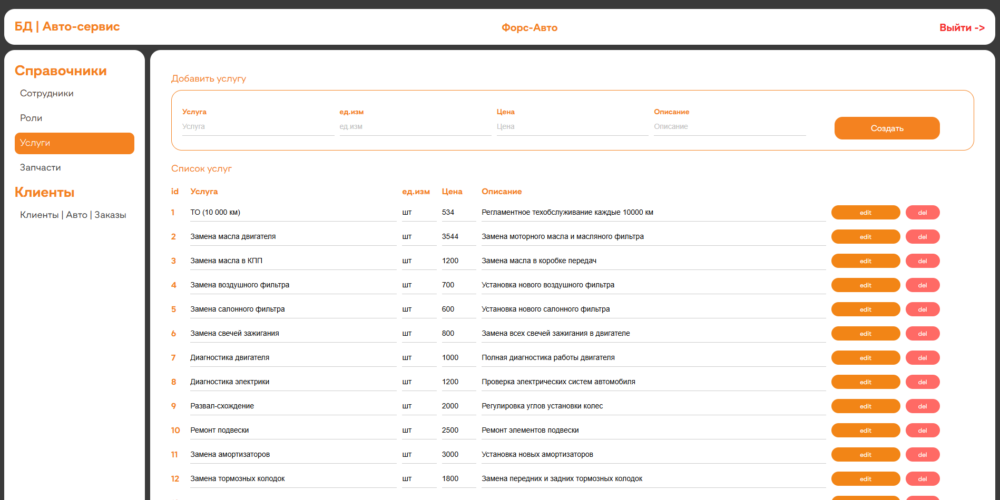 БД | Авто-сервис
Форс-Авто
Выйти ->
Справочники
Сотрудники
Роли
Услуги
Запчасти
Клиенты
Клиенты | Авто | Заказы
Добавить услугу
Услуга ед.изм Цена Описание
Услуга ед.изм Цена Описание
Создать
Список услуг
id Услуга ед.изм Цена Описание
1 ТО (10 000 км) шт 534 Регламентное техобслуживание каждые 10000 км edit del
2 Замена масла двигателя шт 3544 Замена моторного масла и масляного фильтра edit del
3 Замена масла в КПП шт 1200 Замена масла в коробке передач edit del
4 Замена воздушного фильтра шт 700 Установка нового воздушного фильтра edit del
5 Замена салонного фильтра шт 600 Установка нового салонного фильтра edit del
6 Замена свечей зажигания шт 800 Замена всех свечей зажигания в двигателе edit del
7 Диагностика двигателя шт 1000 Полная диагностика работы двигателя edit del
8 Диагностика электрики шт 1200 Проверка электрических систем автомобиля edit del
9 Развал-схождение шт 2000 Регулировка углов установки колес edit del
10 Ремонт подвески шт 2500 Ремонт элементов подвески edit del
11 Замена амортизаторов шт 3000 Установка новых амортизаторов edit del
12 Замена тормозных колодок шт 1800 Замена передних и задних тормозных колодок edit del